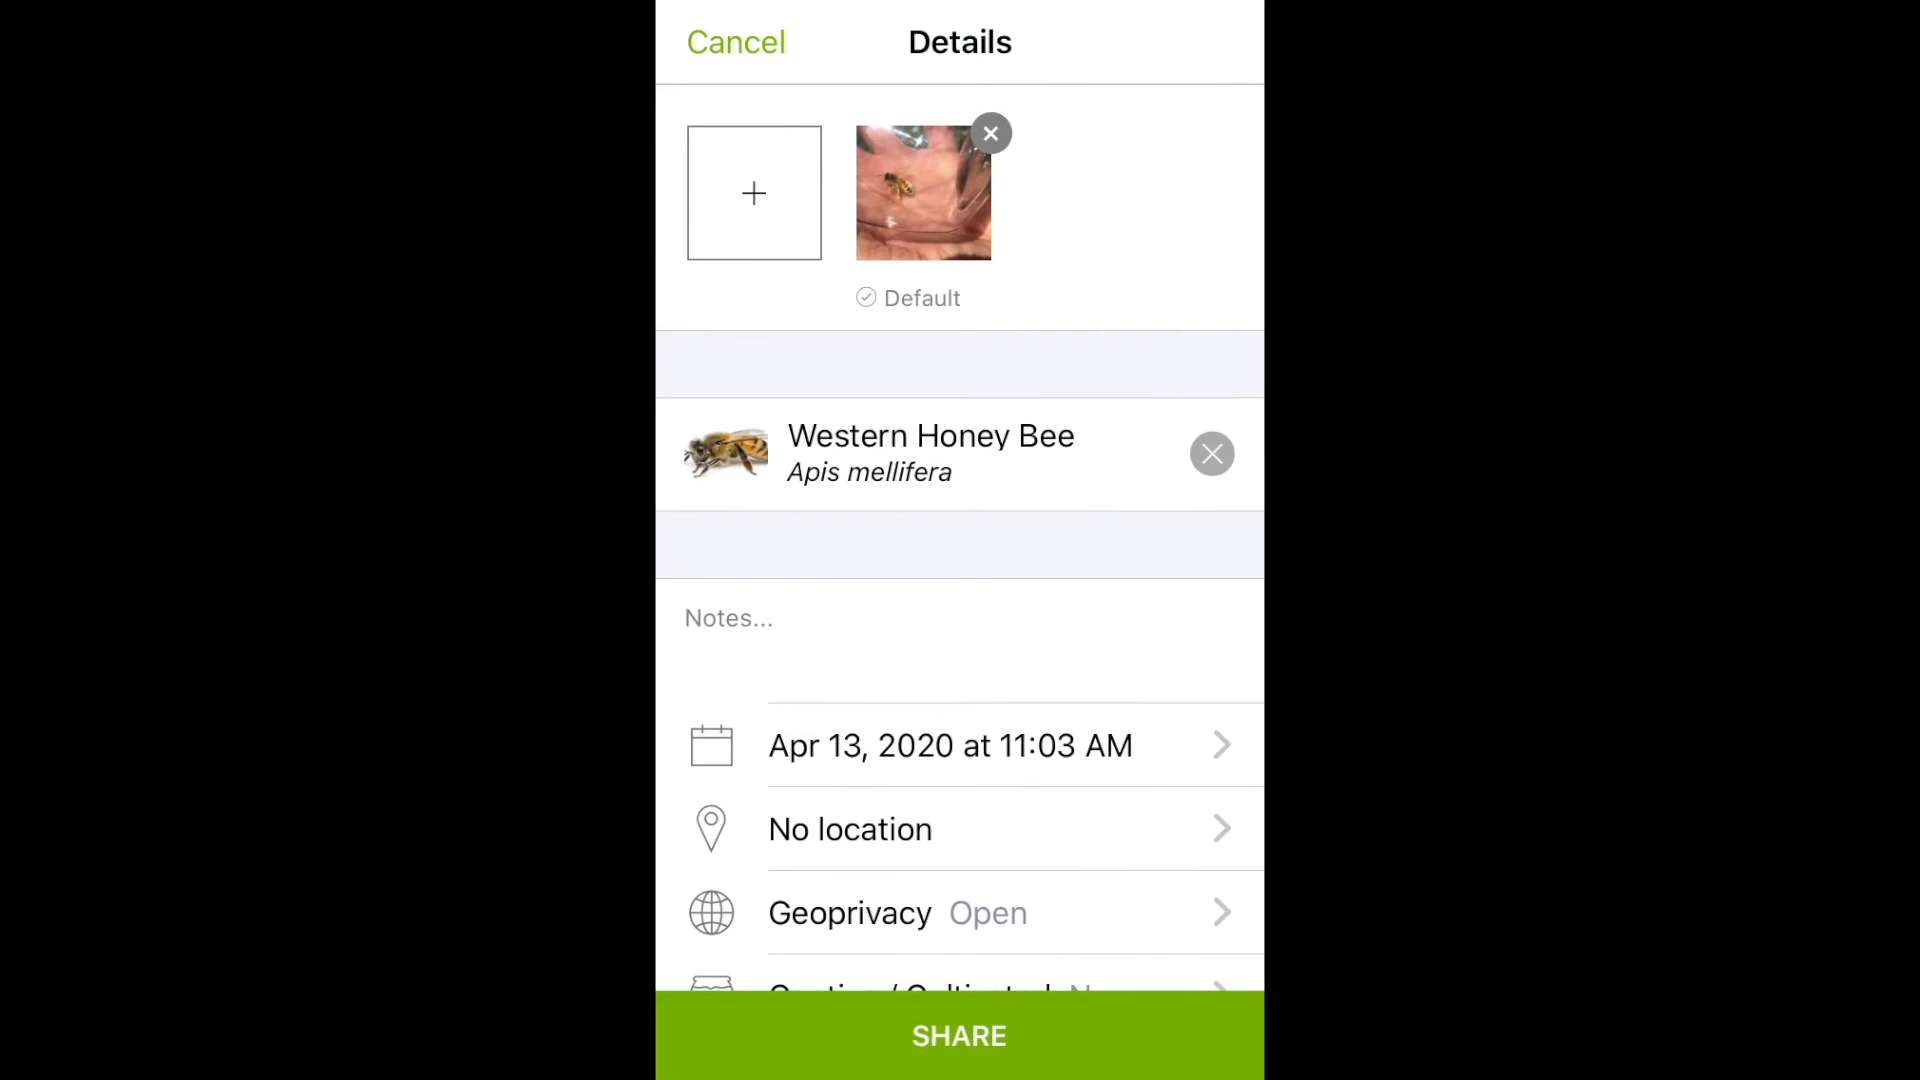 Cancel
Details
Default
Western Honey Bee
Apis mellifera
Notes...
Apr 13, 2020 at 11:03 AM
No location
Geoprivacy Open
SHARE